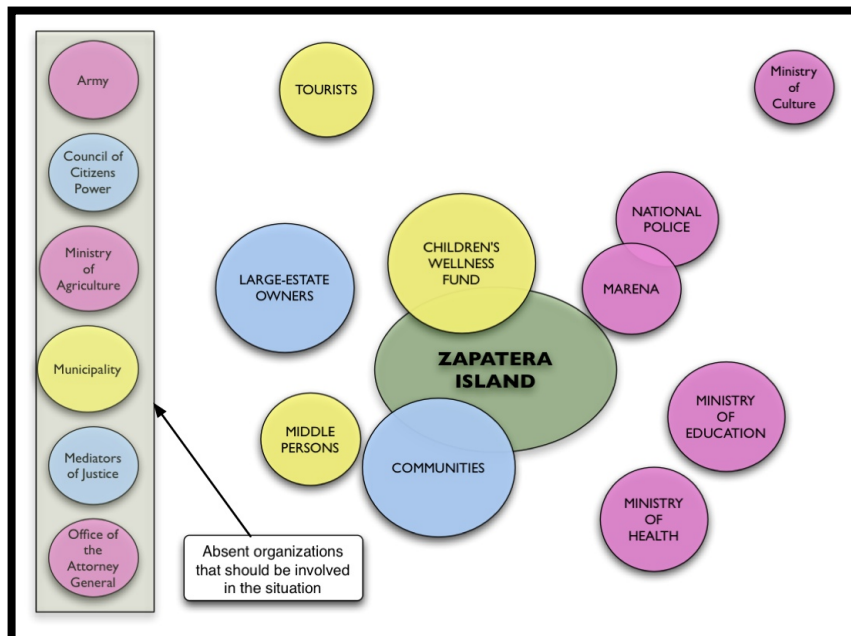 Army
Council of
Citizens
Power
Ministry
of
Agriculture
Municipality
Mediators
of Justice
Office of
the
Attorney
General
TOURISTS
Ministry
of
Culture
NATIONAL
POLICE
CHILDREN'S
WELLNESS
FUND
LARGE-ESTATE
OWNERS
MARENA
ZAPATERA
ISLAND
MINISTRY
OF
EDUCATION
MIDDLE
PERSONS
COMMUNITIES
MINISTRY
OF
HEALTH
Absent organizations
that should be involved
in the situation